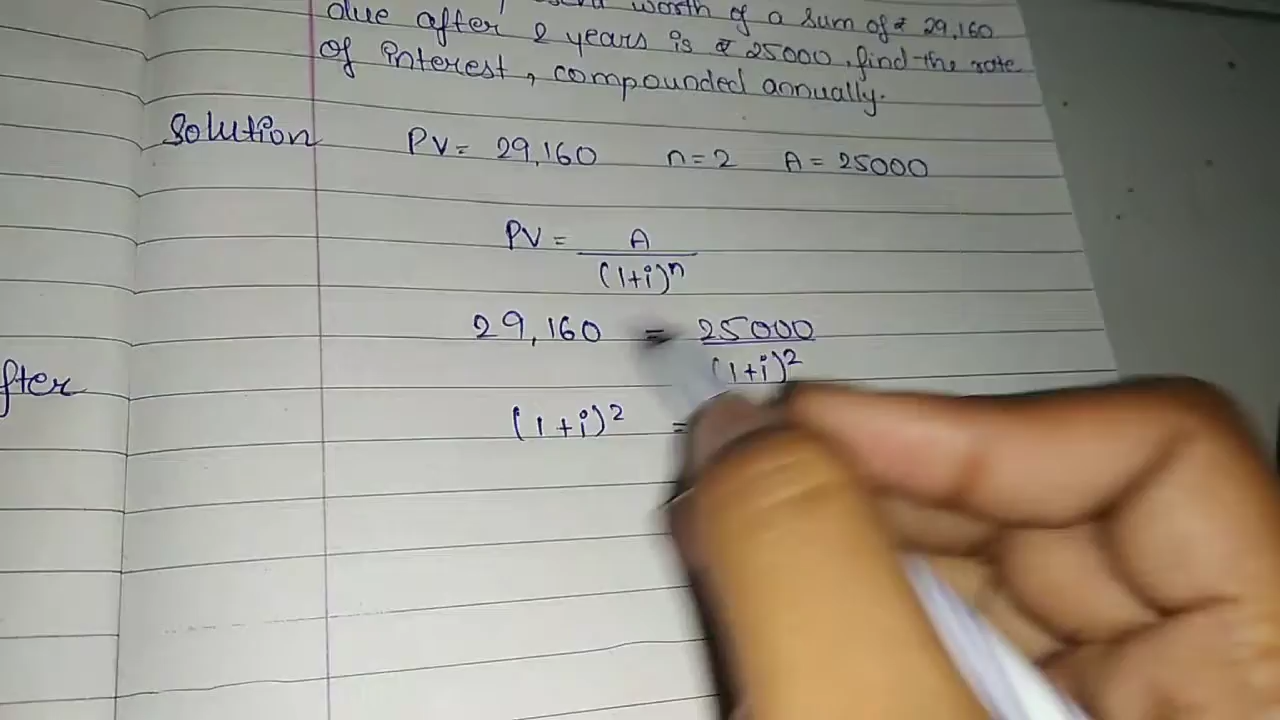 worth of a sum of ₹ 29,160
due after 2 years is ₹ 25000, find the rate
of interest, compounded annually.
Solution PV = 29,160 n = 2 A = 25000
PV = A
(1+i)ⁿ
29,160 = 25000
(1+i)²
fter
(1+i)² =